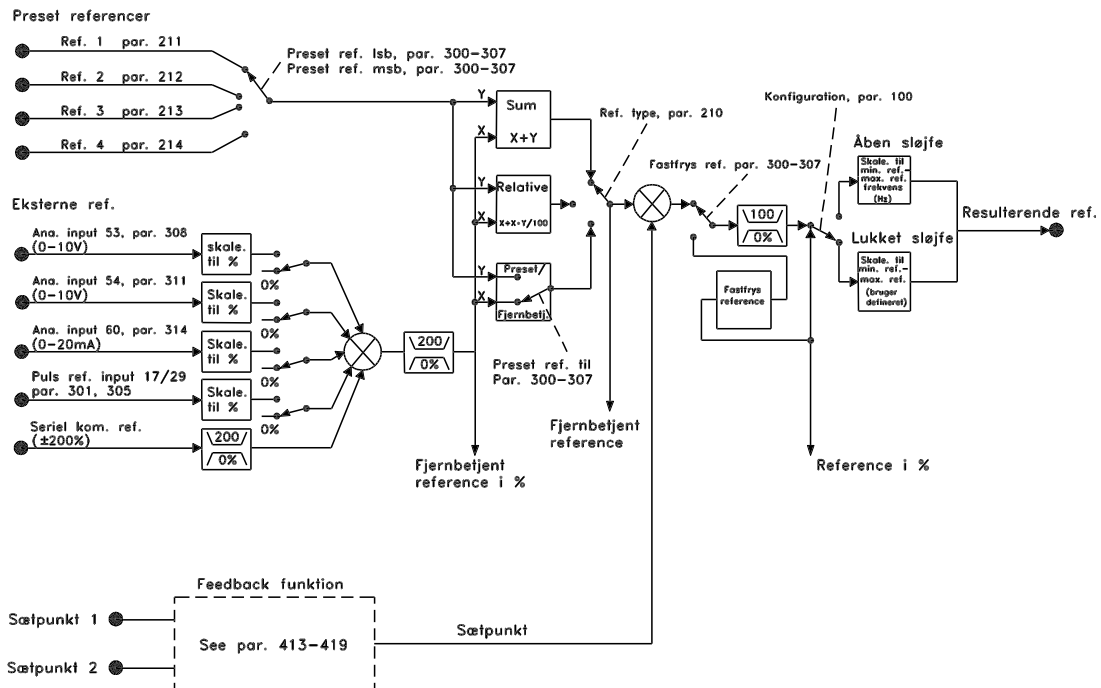 Preset referencer
Ref. 1 par. 211
Ref. 2 par. 212
Ref. 3 par. 213
Ref. 4 par. 214
Preset ref. lsb, par. 300-307
Preset ref. msb, par. 300-307
Y
Sum
X
X+Y
Y
Relative
X
X+X·Y/100
Y
Preset/
X
Fjernbetj.
Ref. type, par. 210
Preset ref. til
Par. 300-307
Eksterne ref.
Ana. input 53, par. 308
(0-10V)
skale.
til %
0%
Ana. input 54, par. 311
(0-10V)
Skale.
til %
0%
Ana. input 60, par. 314
(0-20mA)
Skale.
til %
0%
Puls ref. input 17/29
par. 301, 305
Skale.
til %
0%
Seriel kom. ref.
(±200%)
200
0%
200
0%
Fjernbetjent
reference i %
Fjernbetjent
reference
Fastfrys ref. par. 300-307
100
0%
Fastfrys
reference
Konfiguration, par. 100
Åben sløjfe
Skale. til
min. ref.-
max. ref.
frekvens
(Hz)
Lukket sløjfe
Skale. til
min. ref.-
max. ref.
(bruger
defineret)
Resulterende ref.
Reference i %
Feedback funktion
Sætpunkt 1
See par. 413-419
Sætpunkt
Sætpunkt 2